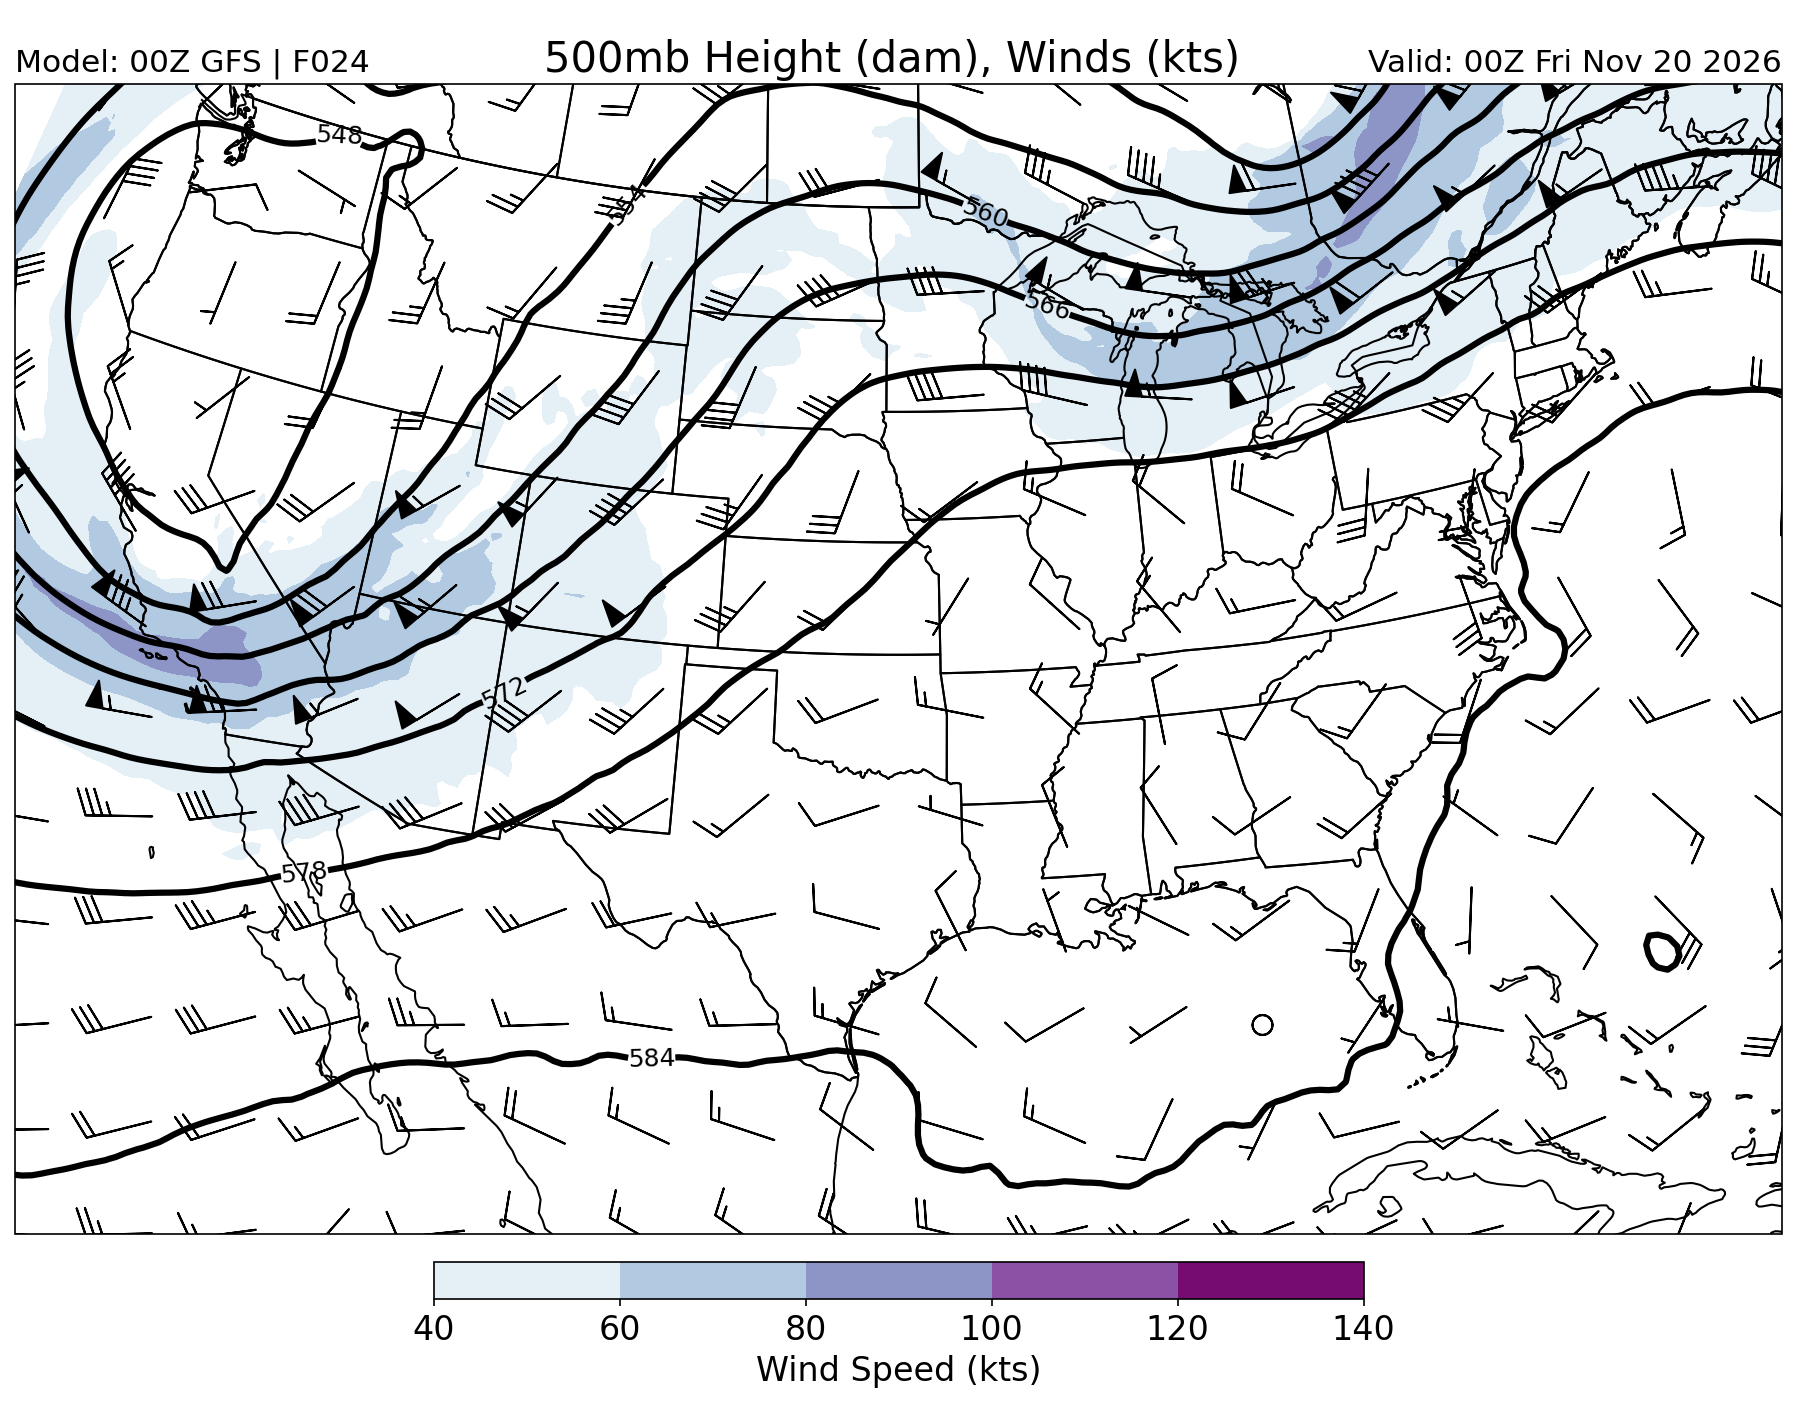 Model: 00Z GFS | F024
500mb Height (dam), Winds (kts)
Valid: 00Z Fri Nov 20 2026
548
554
560
566
572
578
584
40 60 80 100 120 140
Wind Speed (kts)